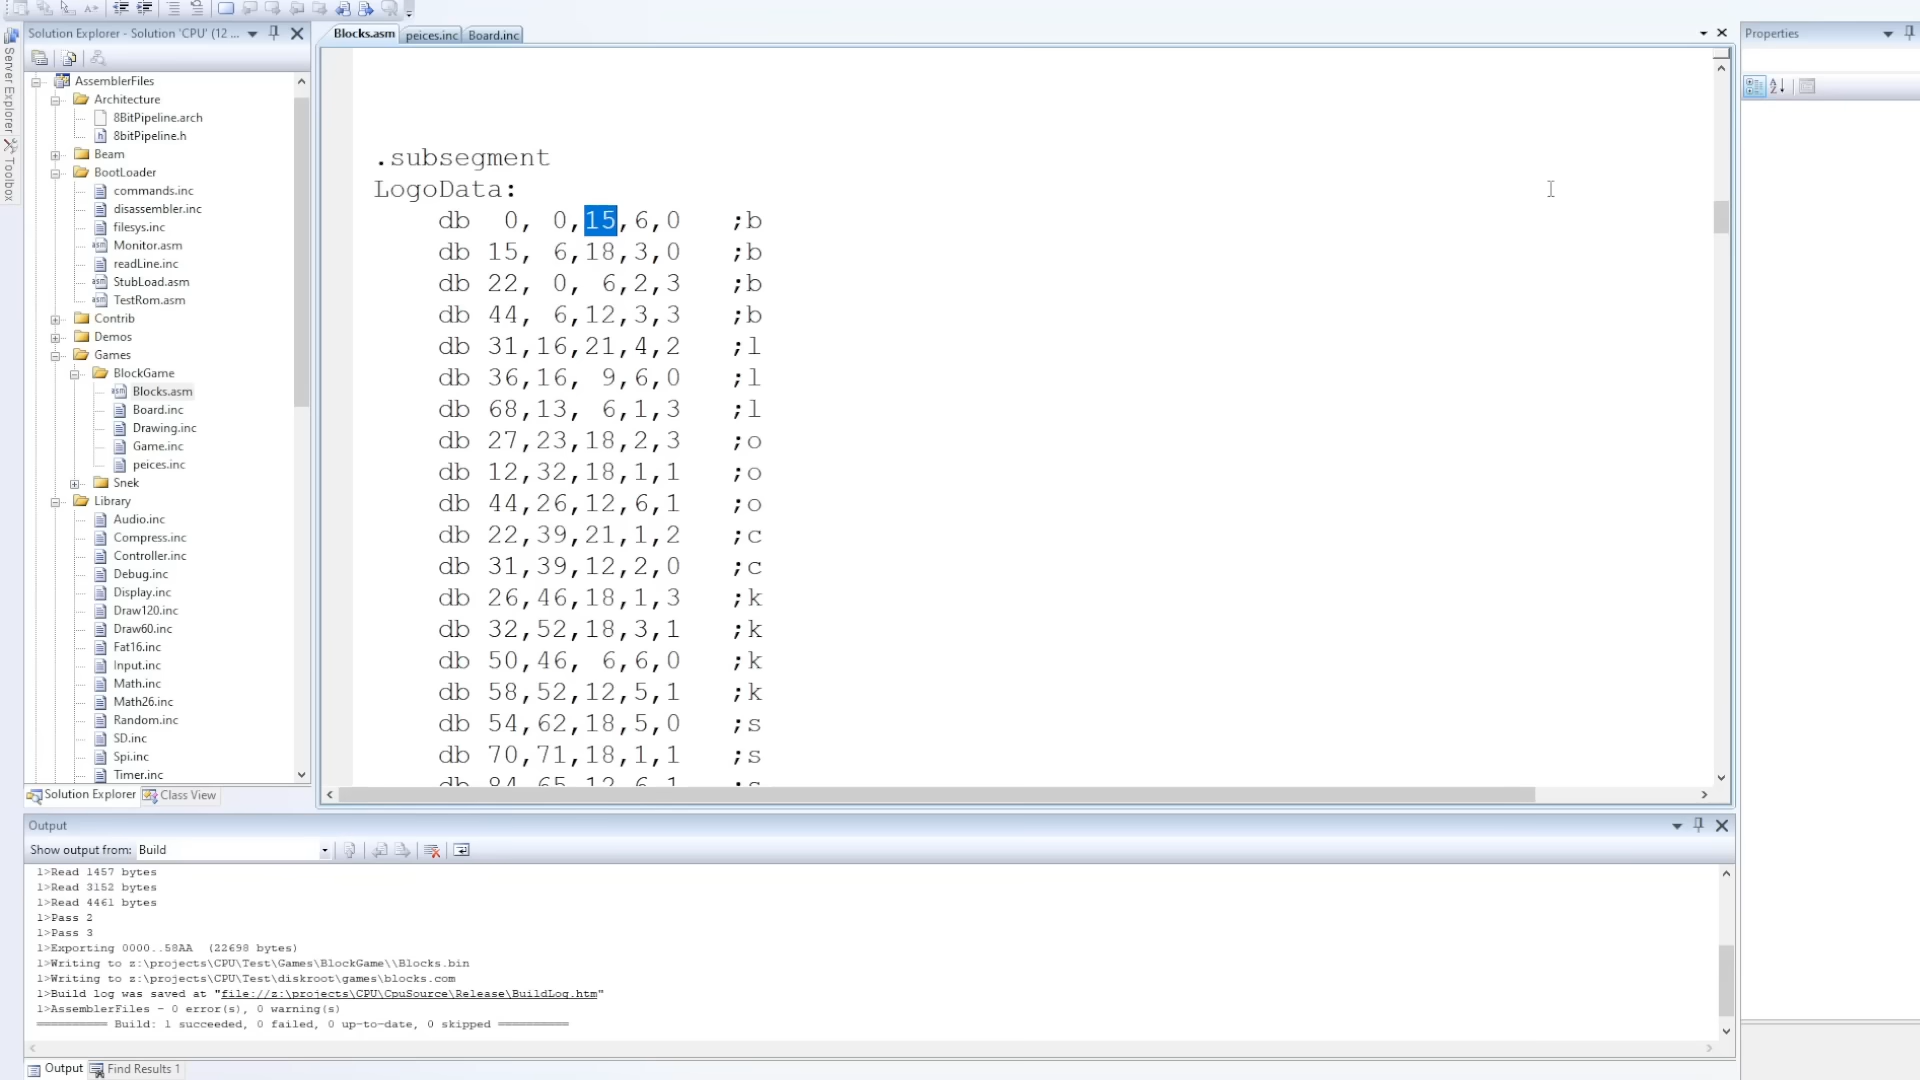 Solution Explorer - Solution 'CPU' (12 ...
Server Explorer
Toolbox
AssemblerFiles
Architecture
8BitPipeline.arch
8bitPipeline.h
Beam
BootLoader
commands.inc
disassembler.inc
filesys.inc
Monitor.asm
readLine.inc
StubLoad.asm
TestRom.asm
Contrib
Demos
Games
BlockGame
Blocks.asm
Board.inc
Drawing.inc
Game.inc
peices.inc
Snek
Library
Audio.inc
Compress.inc
Controller.inc
Debug.inc
Display.inc
Draw120.inc
Draw60.inc
Fat16.inc
Input.inc
Math.inc
Math26.inc
Random.inc
SD.inc
Spi.inc
Timer.inc
Solution Explorer Class View
Blocks.asm peices.inc Board.inc
.subsegment
LogoData:
db 0, 0,15,6,0 ;b
db 15, 6,18,3,0 ;b
db 22, 0, 6,2,3 ;b
db 44, 6,12,3,3 ;b
db 31,16,21,4,2 ;l
db 36,16, 9,6,0 ;l
db 68,13, 6,1,3 ;l
db 27,23,18,2,3 ;o
db 12,32,18,1,1 ;o
db 44,26,12,6,1 ;o
db 22,39,21,1,2 ;c
db 31,39,12,2,0 ;c
db 26,46,18,1,3 ;k
db 32,52,18,3,1 ;k
db 50,46, 6,6,0 ;k
db 58,52,12,5,1 ;k
db 54,62,18,5,0 ;s
db 70,71,18,1,1 ;s
db 84,65,12,6,1 ;s
Properties
Output
Show output from: Build
1>Read 1457 bytes
1>Read 3152 bytes
1>Read 4461 bytes
1>Pass 2
1>Pass 3
1>Exporting 0000..58AA (22698 bytes)
1>Writing to z:\projects\CPU\Test\Games\BlockGame\\Blocks.bin
1>Writing to z:\projects\CPU\Test\diskroot\games\blocks.com
1>Build log was saved at "file://z:\projects\CPU\CpuSource\Release\BuildLog.htm"
1>AssemblerFiles - 0 error(s), 0 warning(s)
========== Build: 1 succeeded, 0 failed, 0 up-to-date, 0 skipped ==========
Output Find Results 1